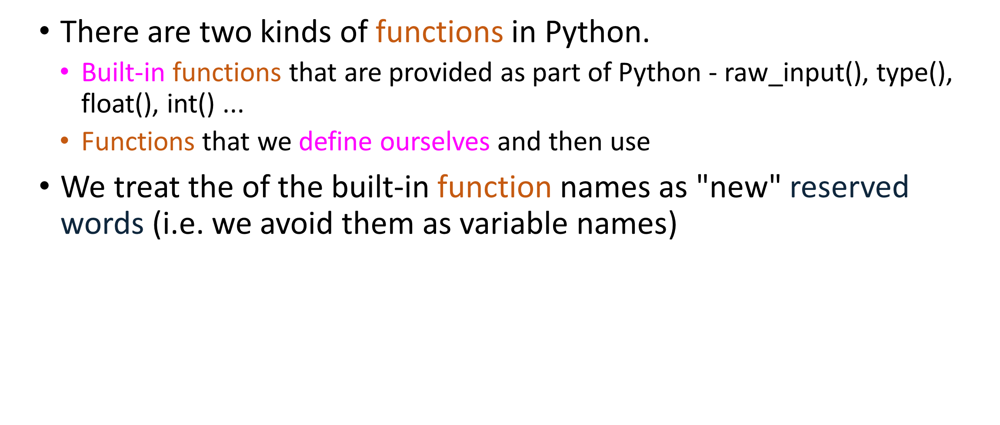 • There are two kinds of functions in Python.
• Built-in functions that are provided as part of Python - raw_input(), type(),
float(), int() ...
• Functions that we define ourselves and then use
• We treat the of the built-in function names as "new" reserved
words (i.e. we avoid them as variable names)